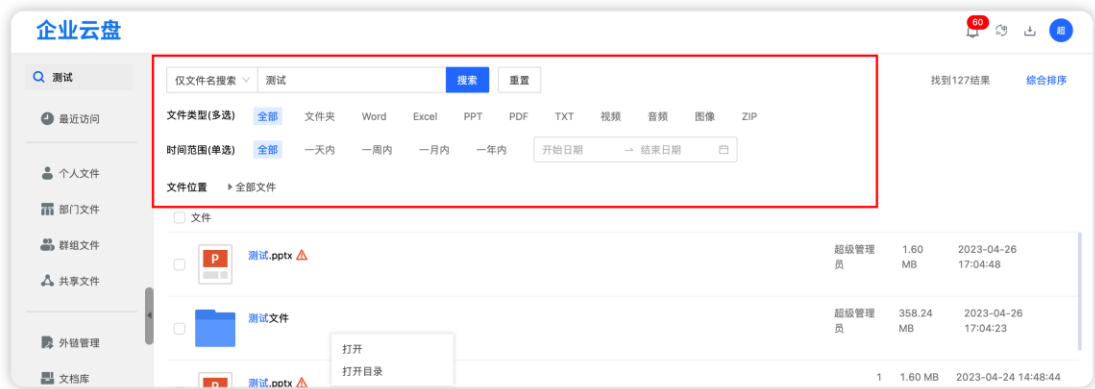 企业云盘
60
超
测试
仅文件名搜索 测试 搜索 重置
找到127结果 综合排序
最近访问
文件类型(多选) 全部 文件夹 Word Excel PPT PDF TXT 视频 音频 图像 ZIP
时间范围(单选) 全部 一天内 一周内 一月内 一年内 开始日期 → 结束日期
个人文件
文件位置 全部文件
部门文件
文件
群组文件
P
测试.pptx
超级管理员
1.60 MB
2023-04-26
17:04:48
共享文件
测试文件
超级管理员
358.24 MB
2023-04-26
17:04:23
外链管理
打开
打开目录
文档库
P
测试.pptx
1 1.60 MB 2023-04-24 14:48:44